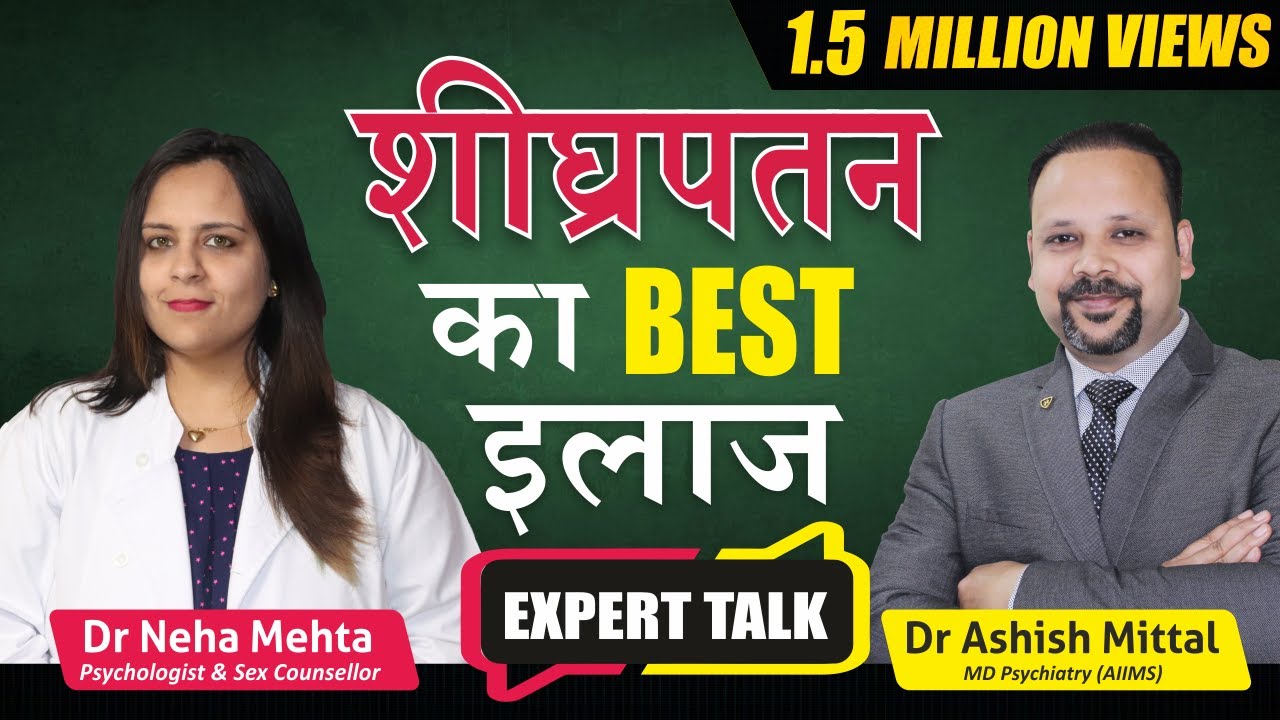 1.5 MILLION VIEWS
शीघ्रपतन
का BEST
इलाज
EXPERT TALK
Dr Neha Mehta
Psychologist & Sex Counsellor
Dr Ashish Mittal
MD Psychiatry (AIIMS)